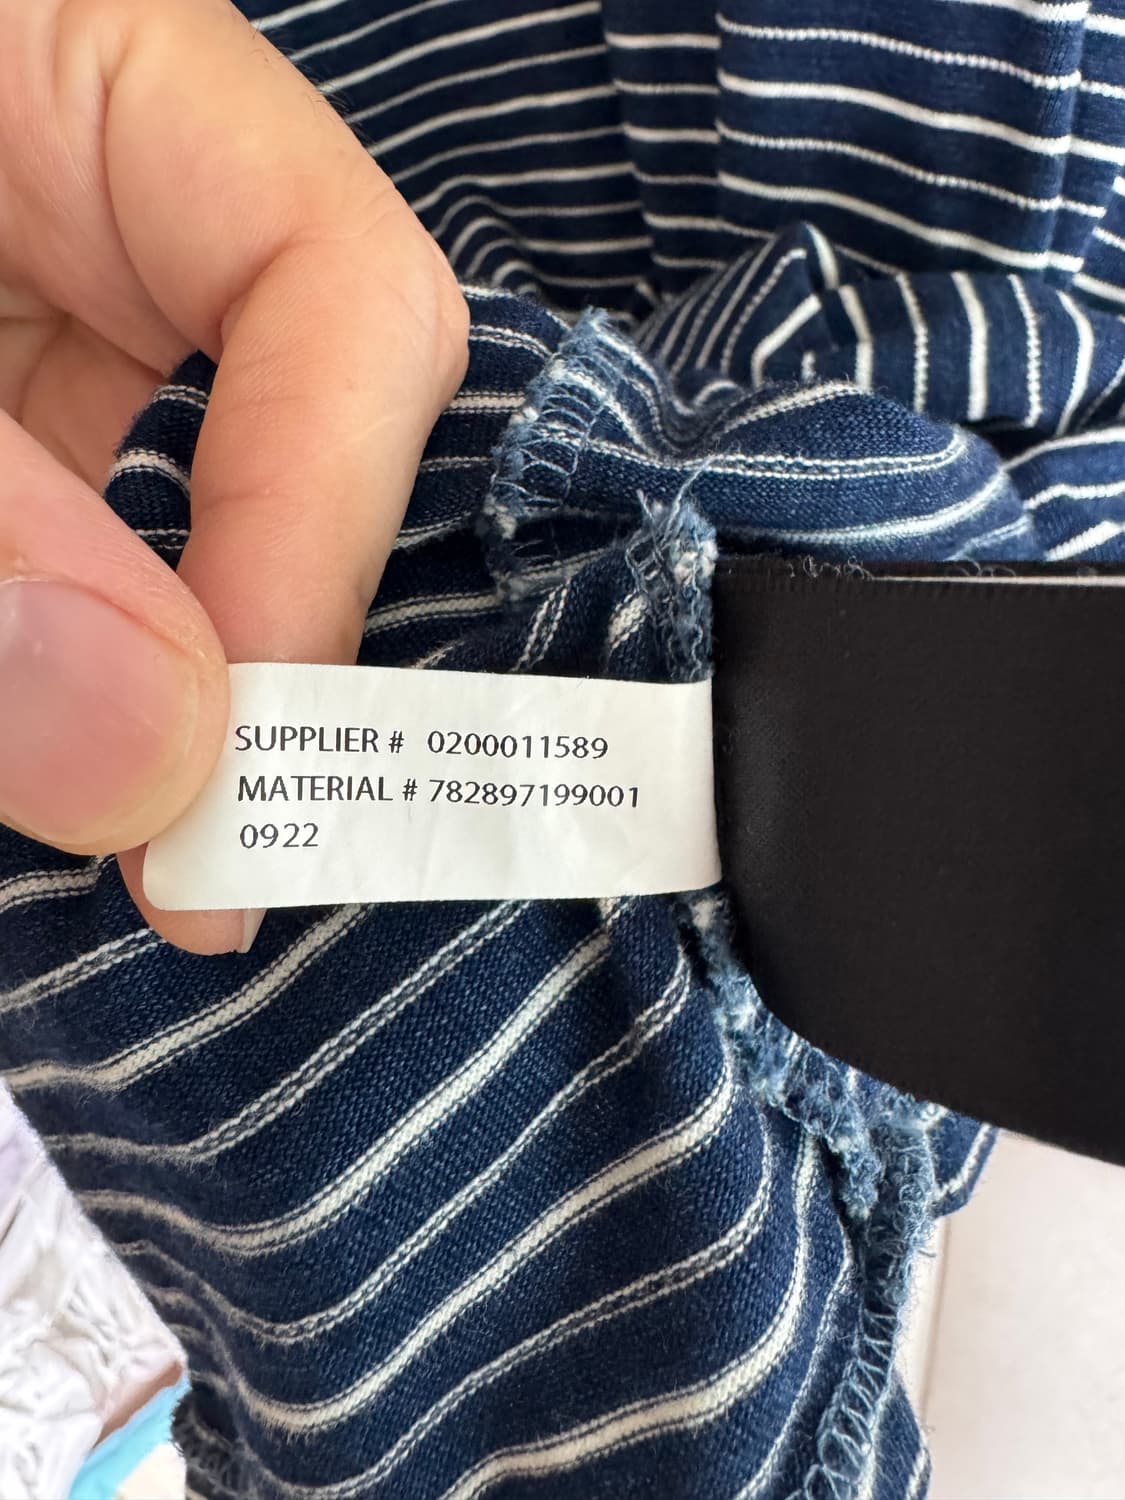 SUPPLIER # 0200011589
MATERIAL # 782897199001
0922